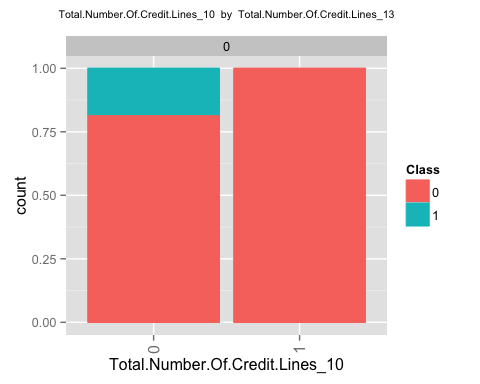 Total.Number.Of.Credit.Lines_10 by Total.Number.Of.Credit.Lines_13
0
1.00
0.75
0.50
0.25
0.00
count
0
1
Total.Number.Of.Credit.Lines_10
Class
0
1